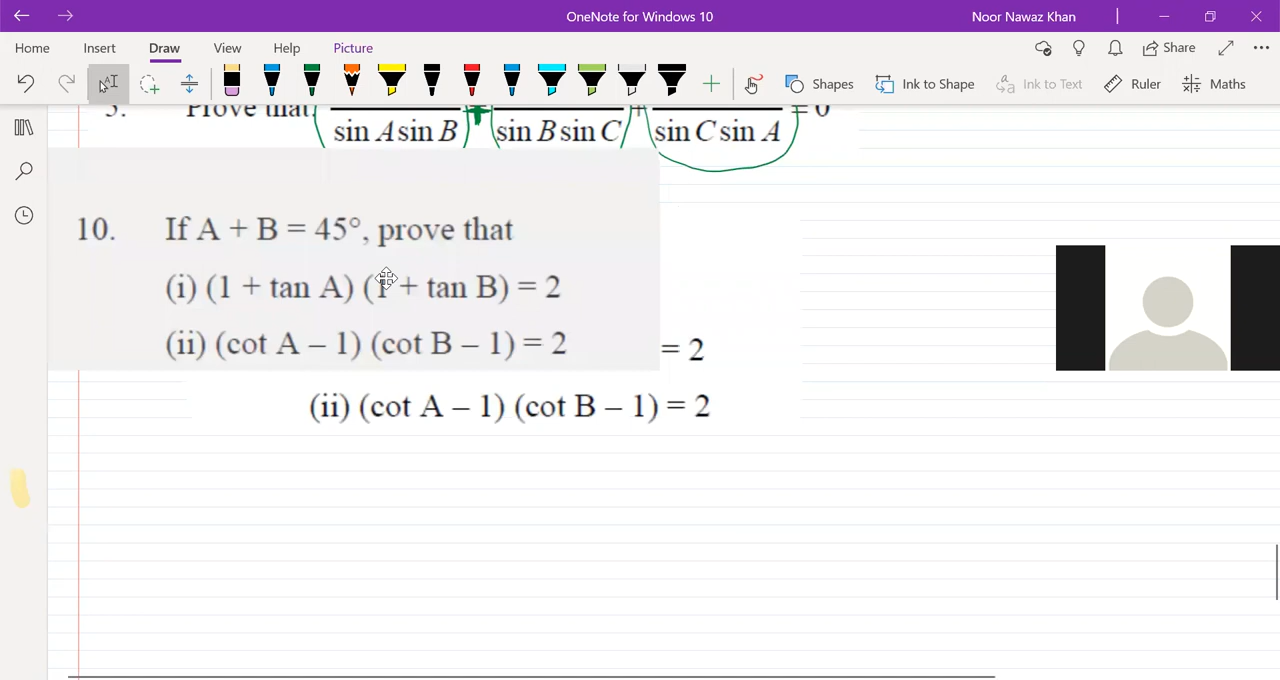 OneNote for Windows 10
Noor Nawaz Khan
Home Insert Draw View Help Picture
Share
Shapes Ink to Shape Ink to Text Ruler Maths
5. Prove that + + = 0
sin A sin B sin B sin C sin C sin A
10. If A + B = 45°, prove that
(i) (1 + tan A) (1 + tan B) = 2
(ii) (cot A – 1) (cot B – 1) = 2
= 2
(ii) (cot A – 1) (cot B – 1) = 2